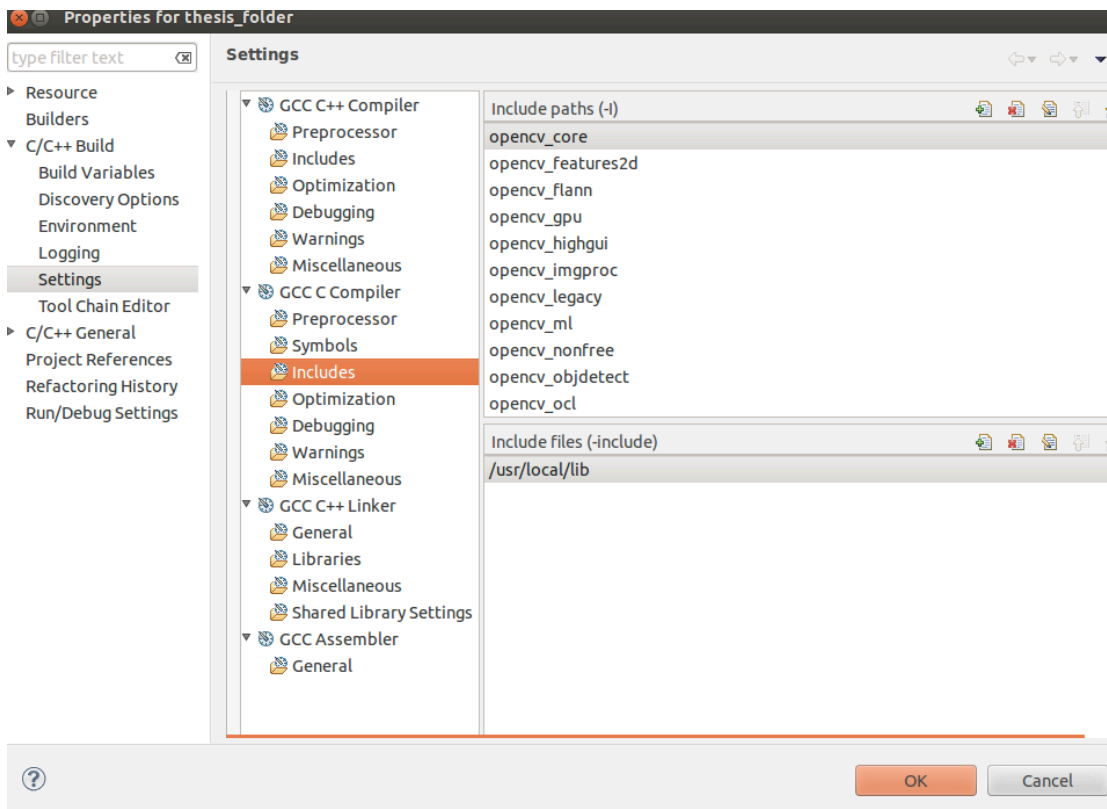 Properties for thesis_folder
type filter text
Resource
Builders
C/C++ Build
Build Variables
Discovery Options
Environment
Logging
Settings
Tool Chain Editor
C/C++ General
Project References
Refactoring History
Run/Debug Settings
Settings
GCC C++ Compiler
Preprocessor
Includes
Optimization
Debugging
Warnings
Miscellaneous
GCC C Compiler
Preprocessor
Symbols
Includes
Optimization
Debugging
Warnings
Miscellaneous
GCC C++ Linker
General
Libraries
Miscellaneous
Shared Library Settings
GCC Assembler
General
Include paths (-I)
opencv_core
opencv_features2d
opencv_flann
opencv_gpu
opencv_highgui
opencv_imgproc
opencv_legacy
opencv_ml
opencv_nonfree
opencv_objdetect
opencv_ocl
Include files (-include)
/usr/local/lib
?
OK
Cancel